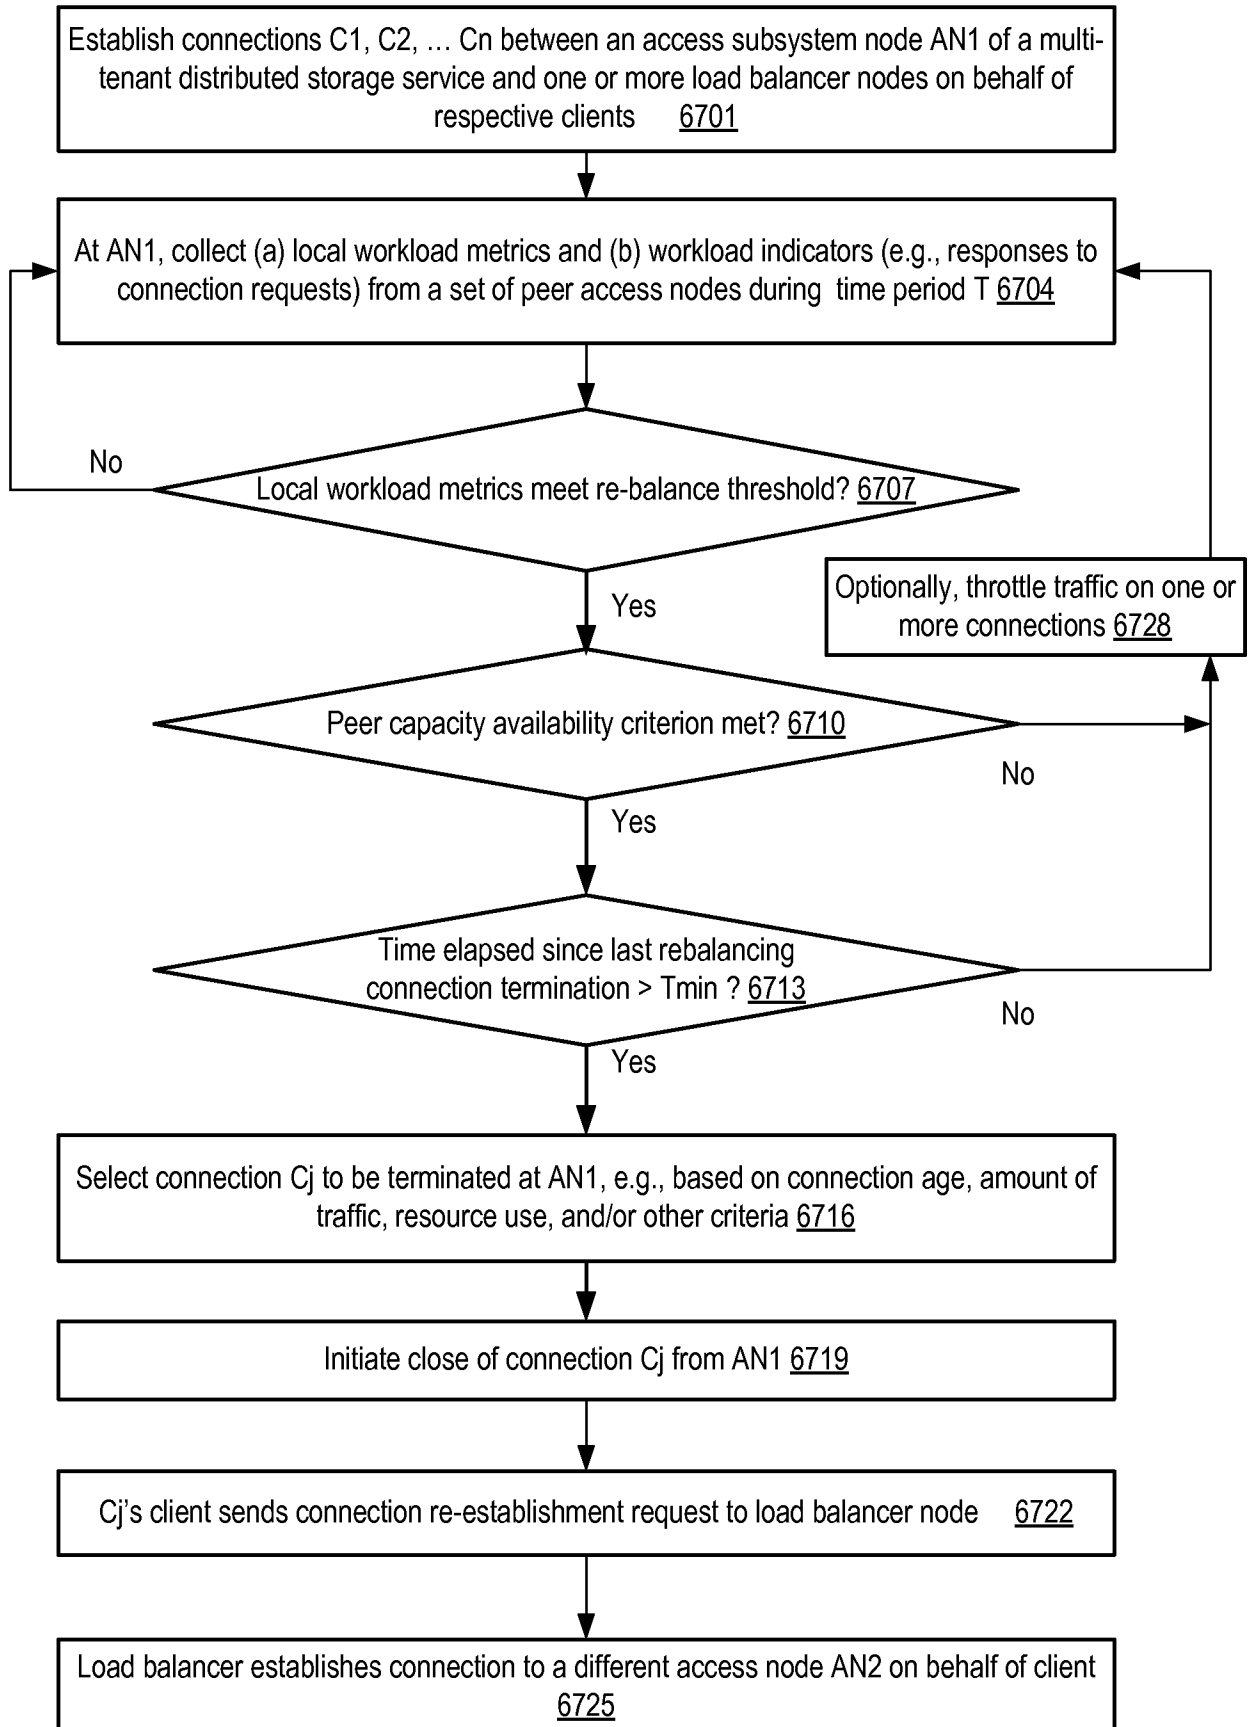 Establish connections C1, C2, … Cn between an access subsystem node AN1 of a multi-
tenant distributed storage service and one or more load balancer nodes on behalf of
respective clients 6701
At AN1, collect (a) local workload metrics and (b) workload indicators (e.g., responses to
connection requests) from a set of peer access nodes during time period T 6704
No
Local workload metrics meet re-balance threshold? 6707
Optionally, throttle traffic on one or
more connections 6728
Yes
Peer capacity availability criterion met? 6710
No
Yes
Time elapsed since last rebalancing
connection termination > Tmin ? 6713
No
Yes
Select connection Cj to be terminated at AN1, e.g., based on connection age, amount of
traffic, resource use, and/or other criteria 6716
Initiate close of connection Cj from AN1 6719
Cj’s client sends connection re-establishment request to load balancer node 6722
Load balancer establishes connection to a different access node AN2 on behalf of client
6725